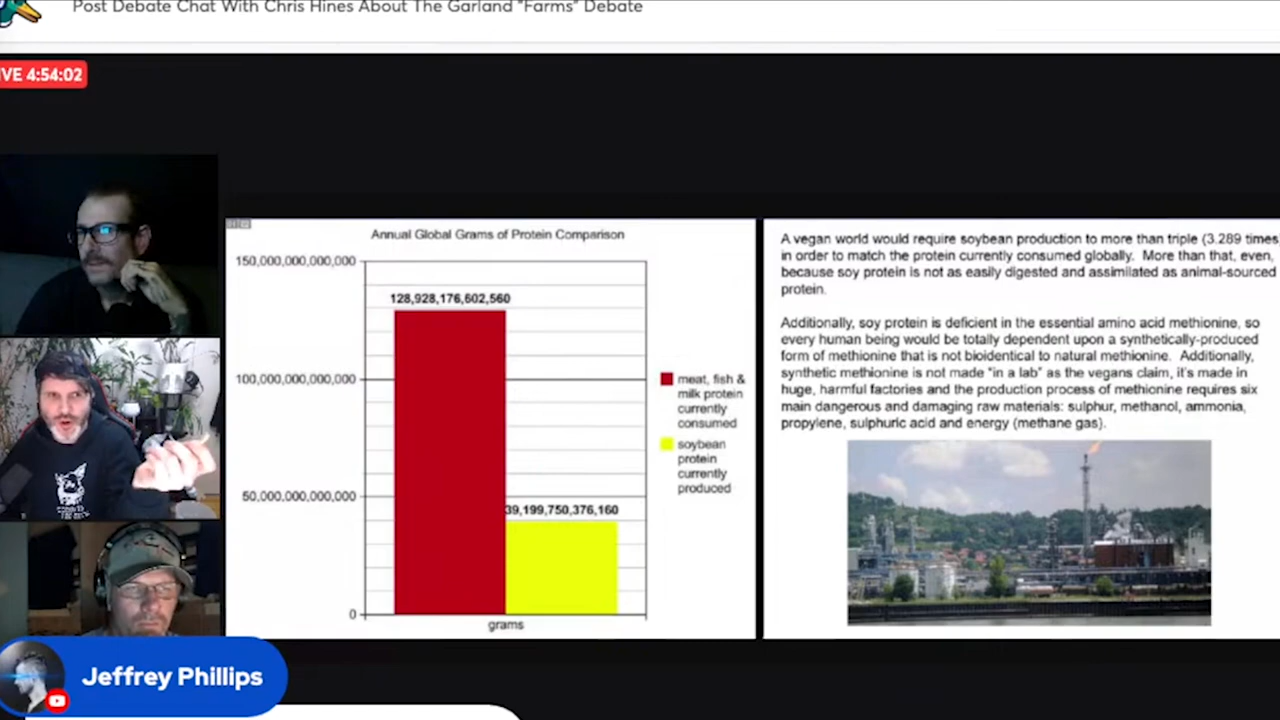 Post Debate Chat With Chris Hines About The Garland "Farms" Debate
IVE 4:54:02
Annual Global Grams of Protein Comparison
150,000,000,000,000
128,928,176,602,560
100,000,000,000,000
50,000,000,000,000
39,199,750,376,160
0
grams
meat, fish &
milk protein
currently
consumed
soybean
protein
currently
produced
A vegan world would require soybean production to more than triple (3.289 times
in order to match the protein currently consumed globally. More than that, even,
because soy protein is not as easily digested and assimilated as animal-sourced
protein.
Additionally, soy protein is deficient in the essential amino acid methionine, so
every human being would be totally dependent upon a synthetically-produced
form of methionine that is not bioidentical to natural methionine. Additionally,
synthetic methionine is not made "in a lab" as the vegans claim, it's made in
huge, harmful factories and the production process of methionine requires six
main dangerous and damaging raw materials: sulphur, methanol, ammonia,
propylene, sulphuric acid and energy (methane gas).
Jeffrey Phillips